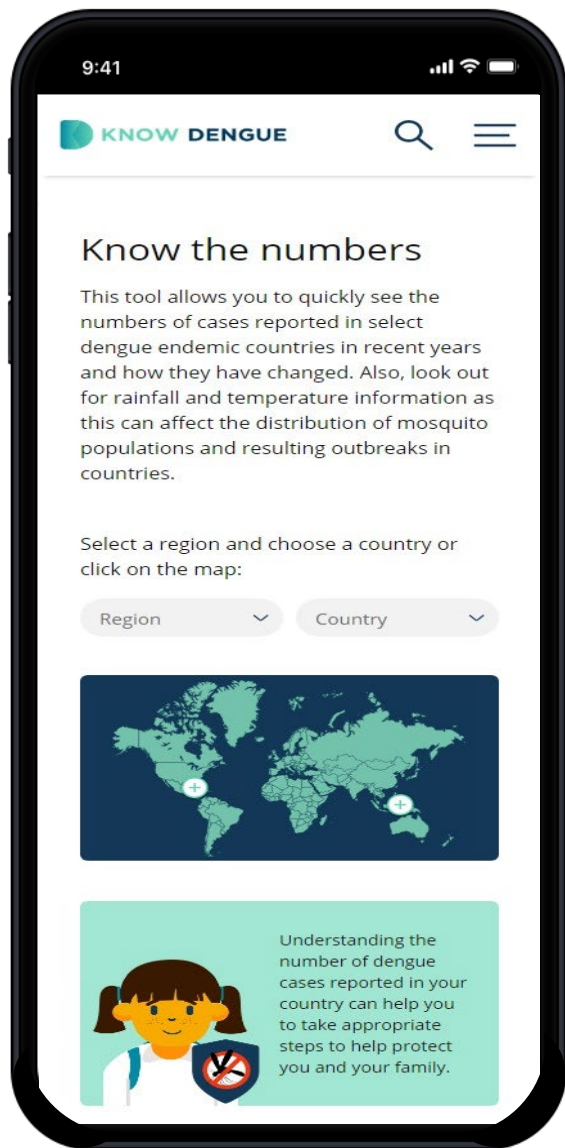 9:41
KNOW DENGUE
Know the numbers
This tool allows you to quickly see the
numbers of cases reported in select
dengue endemic countries in recent years
and how they have changed. Also, look out
for rainfall and temperature information as
this can affect the distribution of mosquito
populations and resulting outbreaks in
countries.
Select a region and choose a country or
click on the map:
Region
Country
Understanding the
number of dengue
cases reported in your
country can help you
to take appropriate
steps to help protect
you and your family.